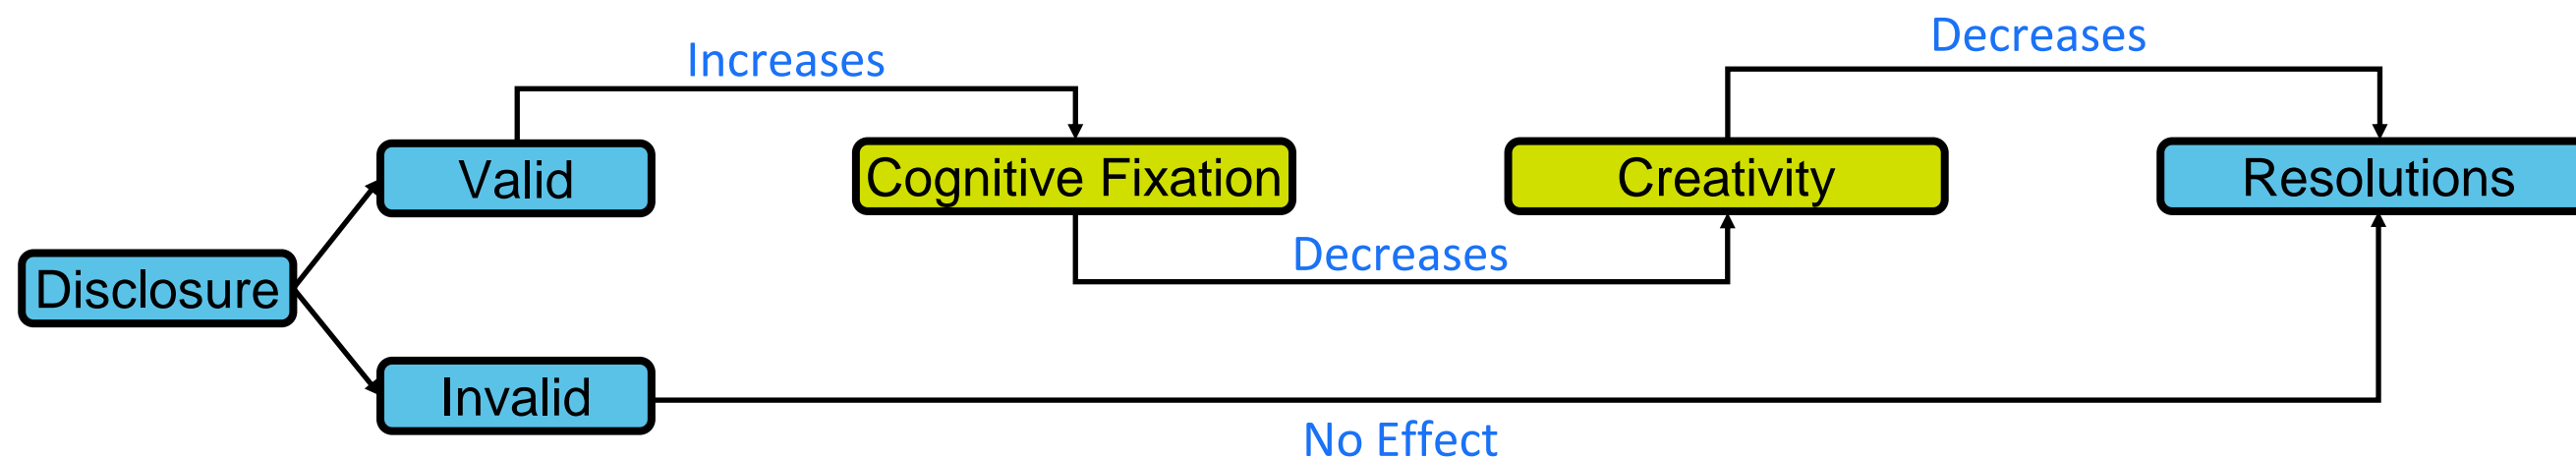 Increases
Decreases
Valid
Cognitive Fixation
Creativity
Resolutions
Decreases
Disclosure
Invalid
No Effect